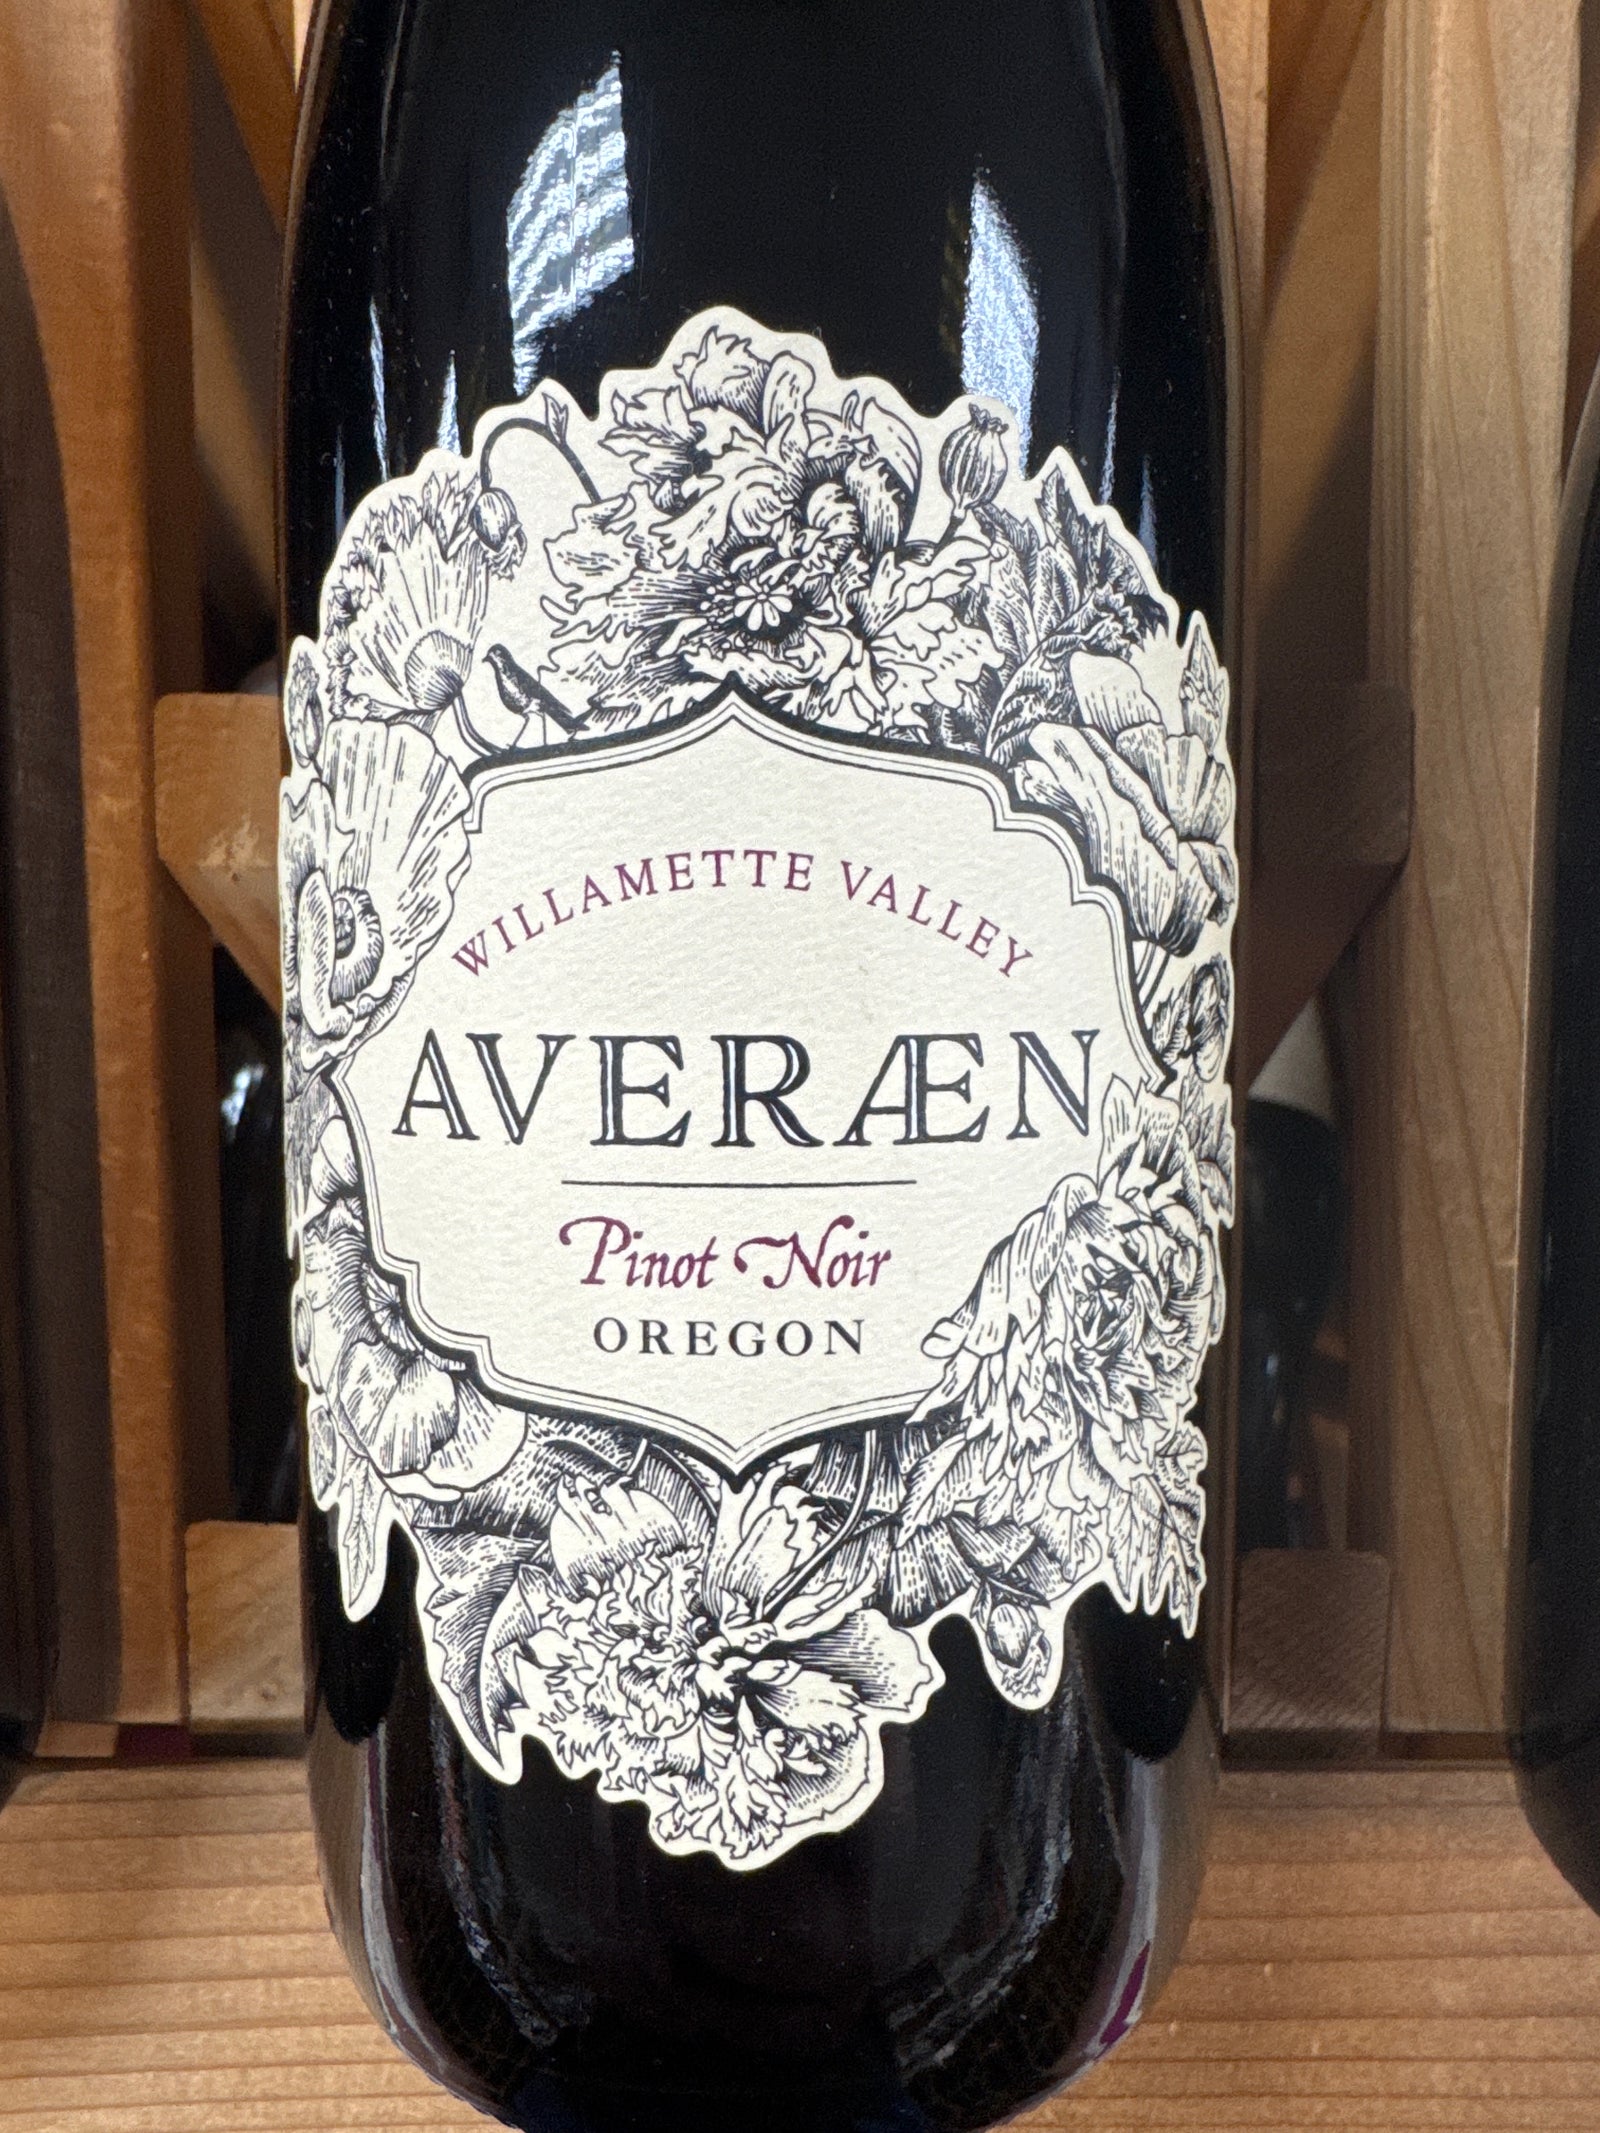 WILLAMETTE VALLEY
AVERÆN
Pinot Noir
OREGON